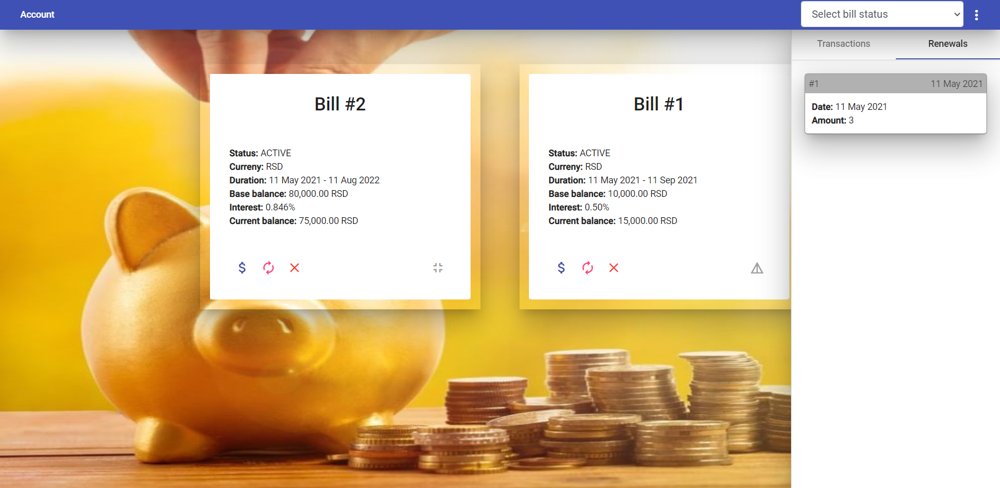 Account
Select bill status
Transactions
Renewals
#1
11 May 2021
Date: 11 May 2021
Amount: 3
Bill #2
Status: ACTIVE
Curreny: RSD
Duration: 11 May 2021 - 11 Aug 2022
Base balance: 80,000.00 RSD
Interest: 0.846%
Current balance: 75,000.00 RSD
Bill #1
Status: ACTIVE
Curreny: RSD
Duration: 11 May 2021 - 11 Sep 2021
Base balance: 10,000.00 RSD
Interest: 0.50%
Current balance: 15,000.00 RSD